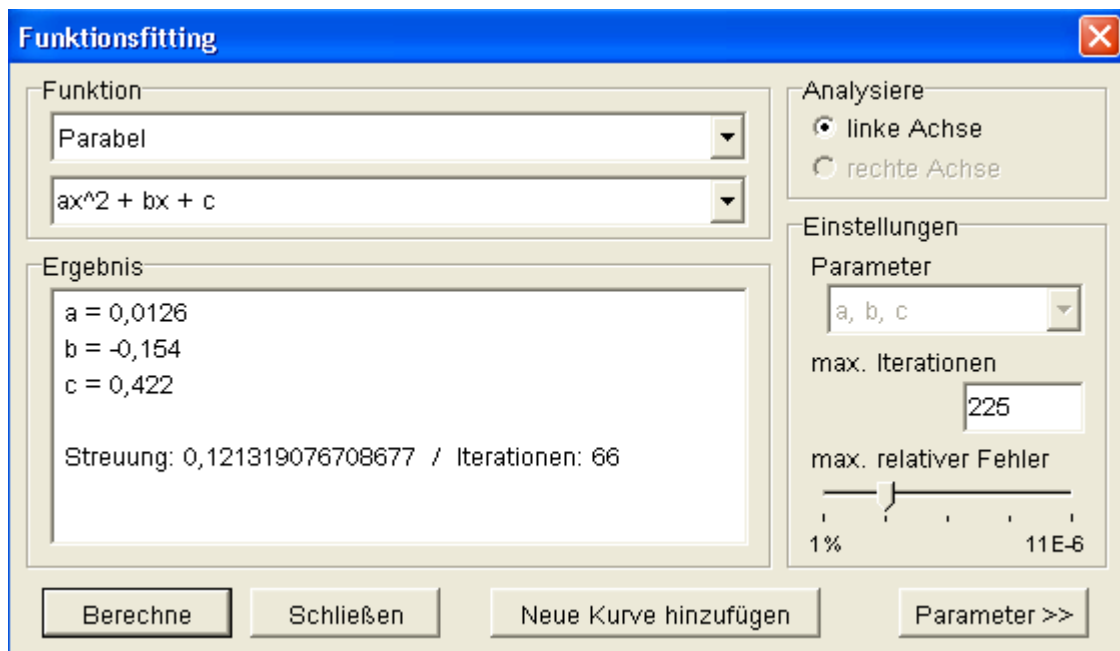 Funktionsfitting
Funktion
Parabel
ax^2 + bx + c
Ergebnis
a = 0,0126
b = -0,154
c = 0,422
Streuung: 0,121319076708677 / Iterationen: 66
Analysiere
linke Achse
rechte Achse
Einstellungen
Parameter
a, b, c
max. Iterationen
225
max. relativer Fehler
1% 11E-6
Berechne Schließen Neue Kurve hinzufügen Parameter >>